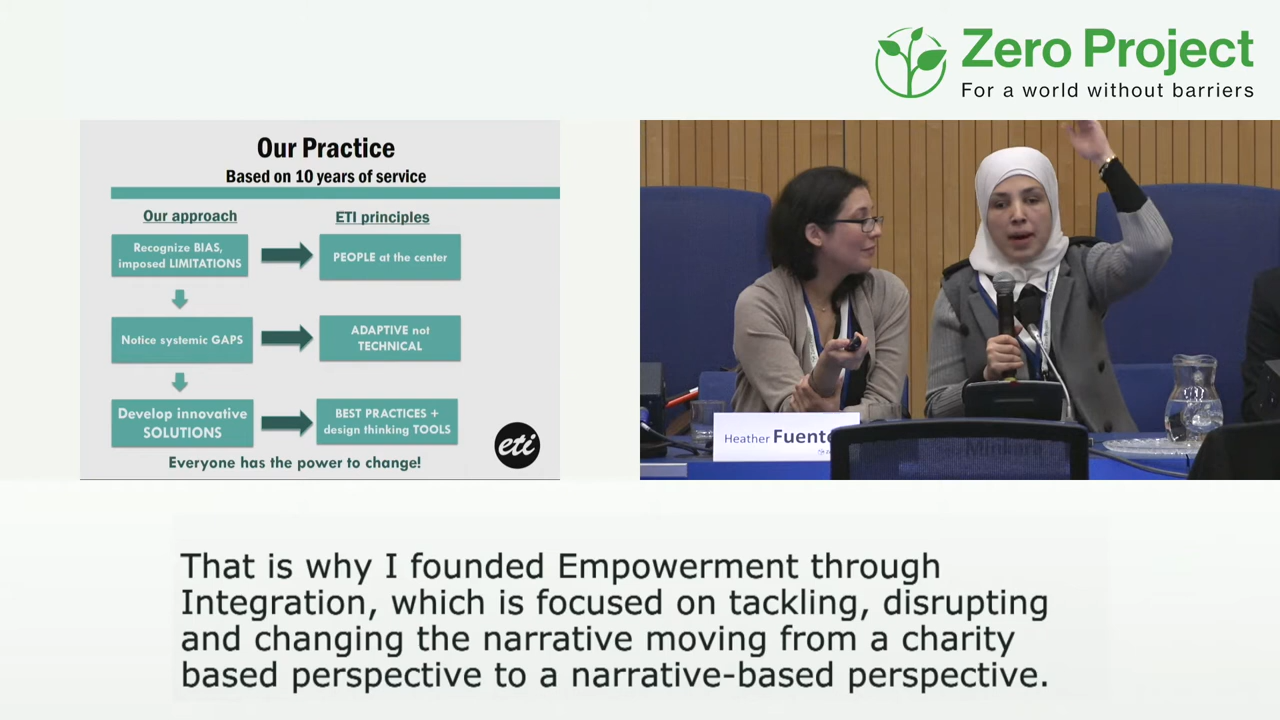 Zero Project
For a world without barriers
Our Practice
Based on 10 years of service
Our approach
ETI principles
Recognize BIAS,
imposed LIMITATIONS
PEOPLE at the center
Notice systemic GAPS
ADAPTIVE not
TECHNICAL
Develop innovative
SOLUTIONS
BEST PRACTICES +
design thinking TOOLS
Everyone has the power to change!
eti
Heather Fuente
That is why I founded Empowerment through
Integration, which is focused on tackling, disrupting
and changing the narrative moving from a charity
based perspective to a narrative-based perspective.